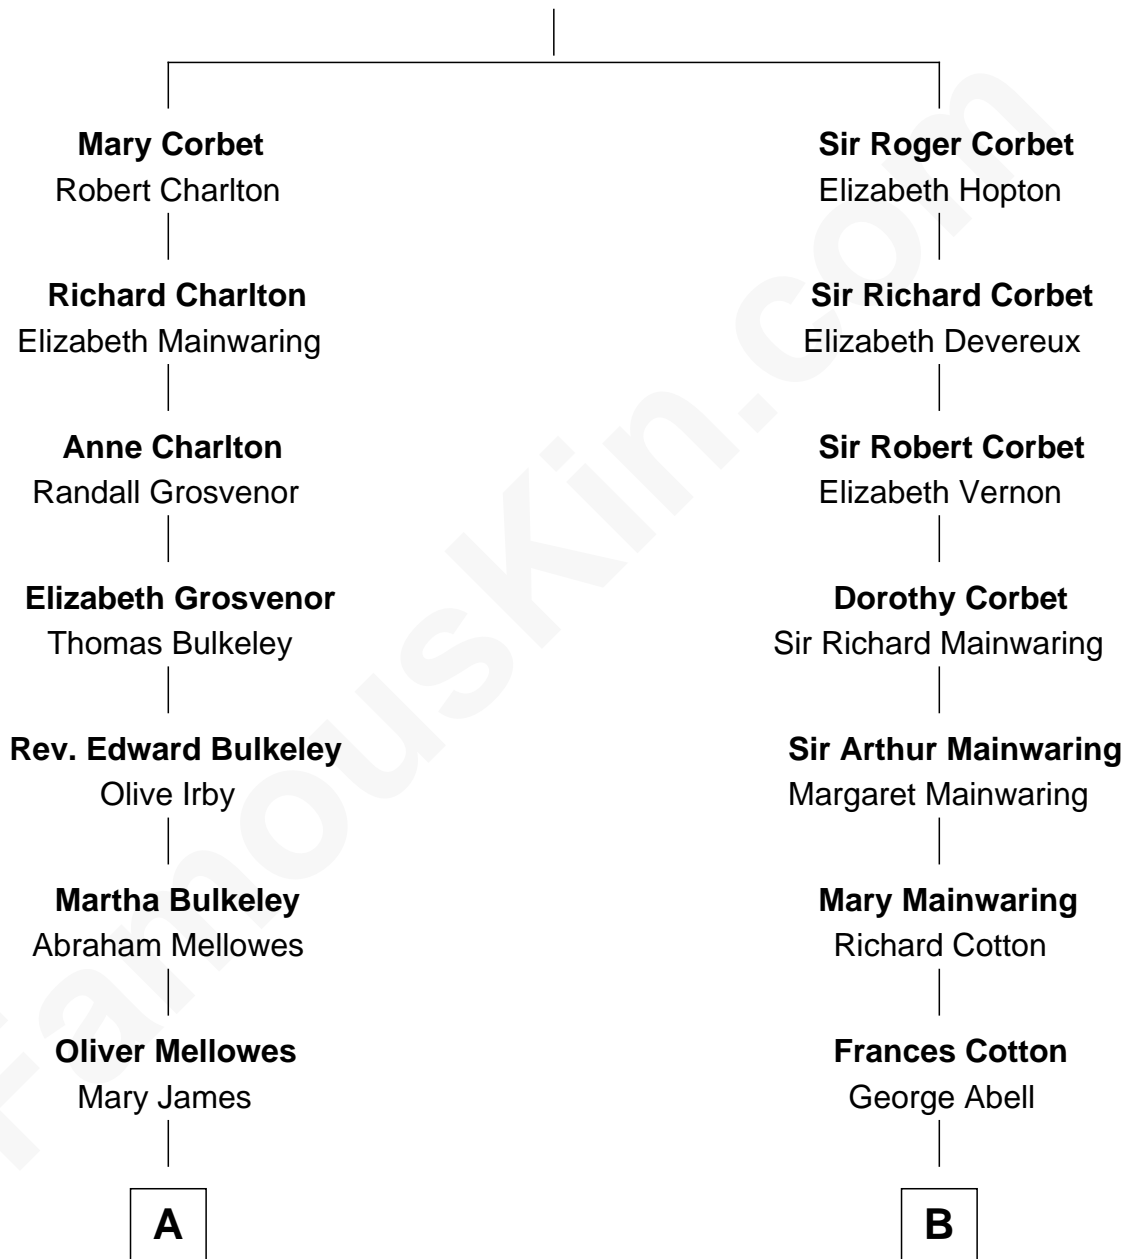 Mary Corbet
Robert Charlton
Richard Charlton
Elizabeth Mainwaring
Anne Charlton
Randall Grosvenor
Elizabeth Grosvenor
Thomas Bulkeley
Rev. Edward Bulkeley
Olive Irby
Martha Bulkeley
Abraham Mellowes
Oliver Mellowes
Mary James
A
Sir Roger Corbet
Elizabeth Hopton
Sir Richard Corbet
Elizabeth Devereux
Sir Robert Corbet
Elizabeth Vernon
Dorothy Corbet
Sir Richard Mainwaring
Sir Arthur Mainwaring
Margaret Mainwaring
Mary Mainwaring
Richard Cotton
Frances Cotton
George Abell
B
FamousKin.com